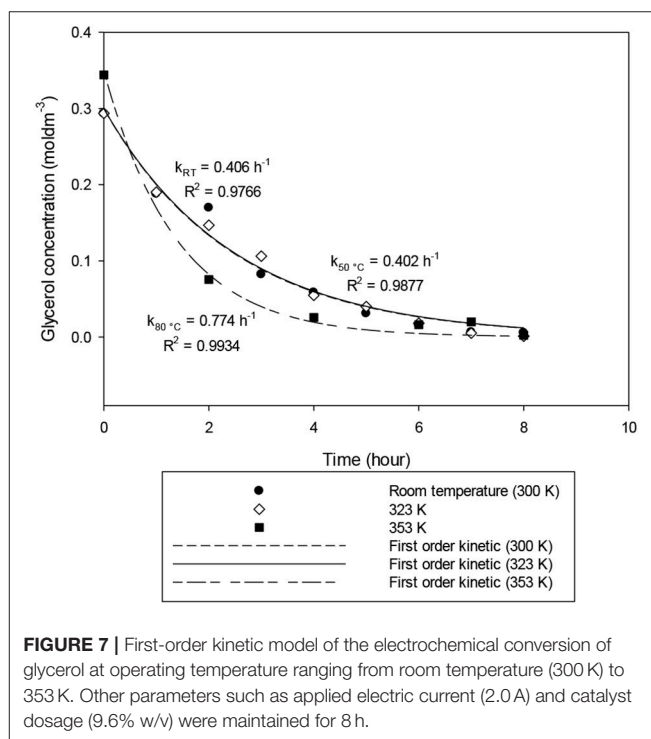 0.4
0.3
0.2
0.1
0.0
Glycerol concentration (moldm⁻³)
k_RT = 0.406 h⁻¹
R² = 0.9766
k_50 °C = 0.402 h⁻¹
R² = 0.9877
k_80 °C = 0.774 h⁻¹
R² = 0.9934
0 2 4 6 8 10
Time (hour)
Room temperature (300 K)
323 K
353 K
First order kinetic (300 K)
First order kinetic (323 K)
First order kinetic (353 K)
FIGURE 7 | First-order kinetic model of the electrochemical conversion of
glycerol at operating temperature ranging from room temperature (300 K) to
353 K. Other parameters such as applied electric current (2.0 A) and catalyst
dosage (9.6% w/v) were maintained for 8 h.